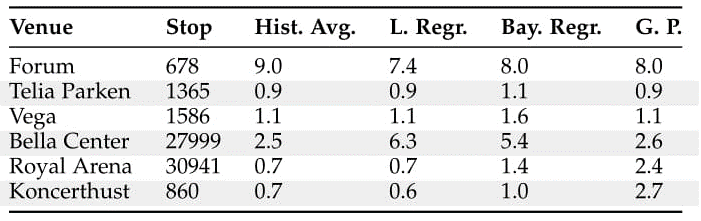 Venue Stop Hist. Avg. L. Regr. Bay. Regr. G. P.
Forum 678 9.0 7.4 8.0 8.0
Telia Parken 1365 0.9 0.9 1.1 0.9
Vega 1586 1.1 1.1 1.6 1.1
Bella Center 27999 2.5 6.3 5.4 2.6
Royal Arena 30941 0.7 0.7 1.4 2.4
Koncerthust 860 0.7 0.6 1.0 2.7